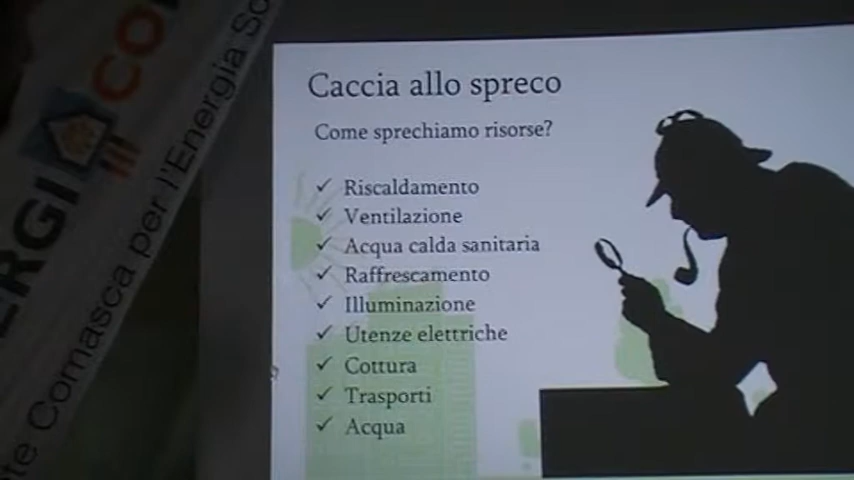 Caccia allo spreco
Come sprechiamo risorse?
✓ Riscaldamento
✓ Ventilazione
✓ Acqua calda sanitaria
✓ Raffrescamento
✓ Illuminazione
✓ Utenze elettriche
✓ Cottura
✓ Trasporti
✓ Acqua
Comasca per l'Energia